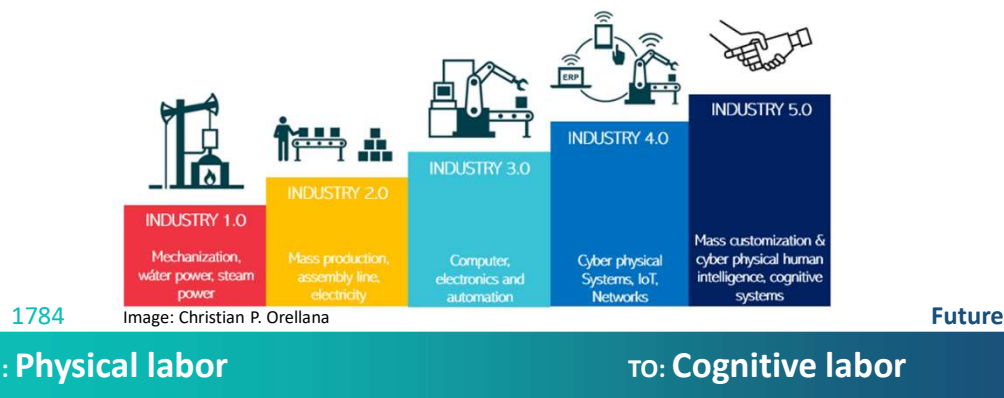 INDUSTRY 1.0
Mechanization,
wáter power, steam
power
INDUSTRY 2.0
Mass production,
assembly line,
electricity
INDUSTRY 3.0
Computer,
electronics and
automation
ERP
INDUSTRY 4.0
Cyber physical
Systems, IoT,
Networks
INDUSTRY 5.0
Mass customization &
cyber physical human
intelligence, cognitive
systems
1784
Image: Christian P. Orellana
Future
: Physical labor
TO: Cognitive labor